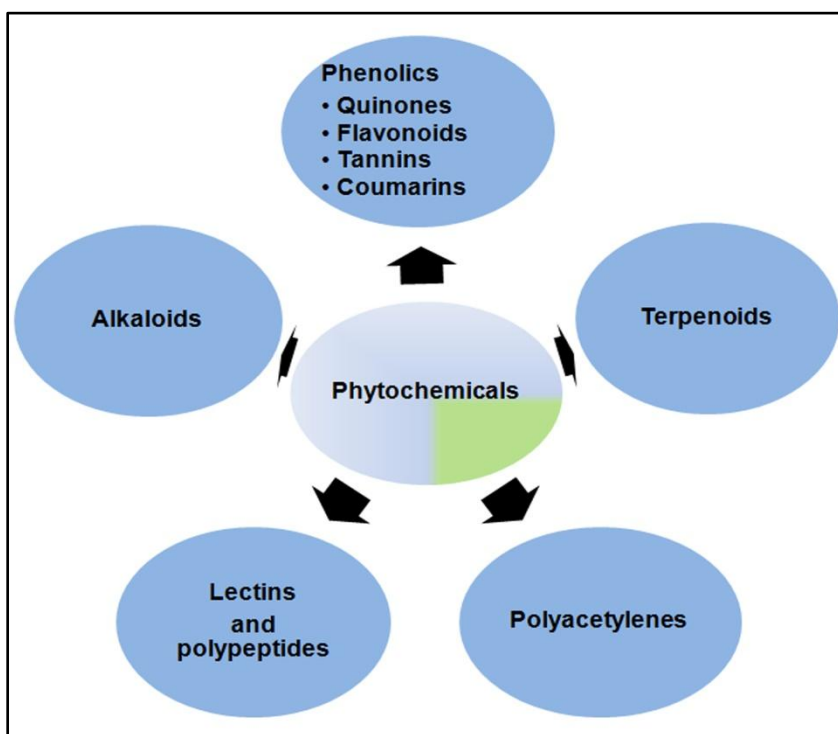 Phenolics
• Quinones
• Flavonoids
• Tannins
• Coumarins
Alkaloids
Terpenoids
Phytochemicals
Lectins
and
polypeptides
Polyacetylenes